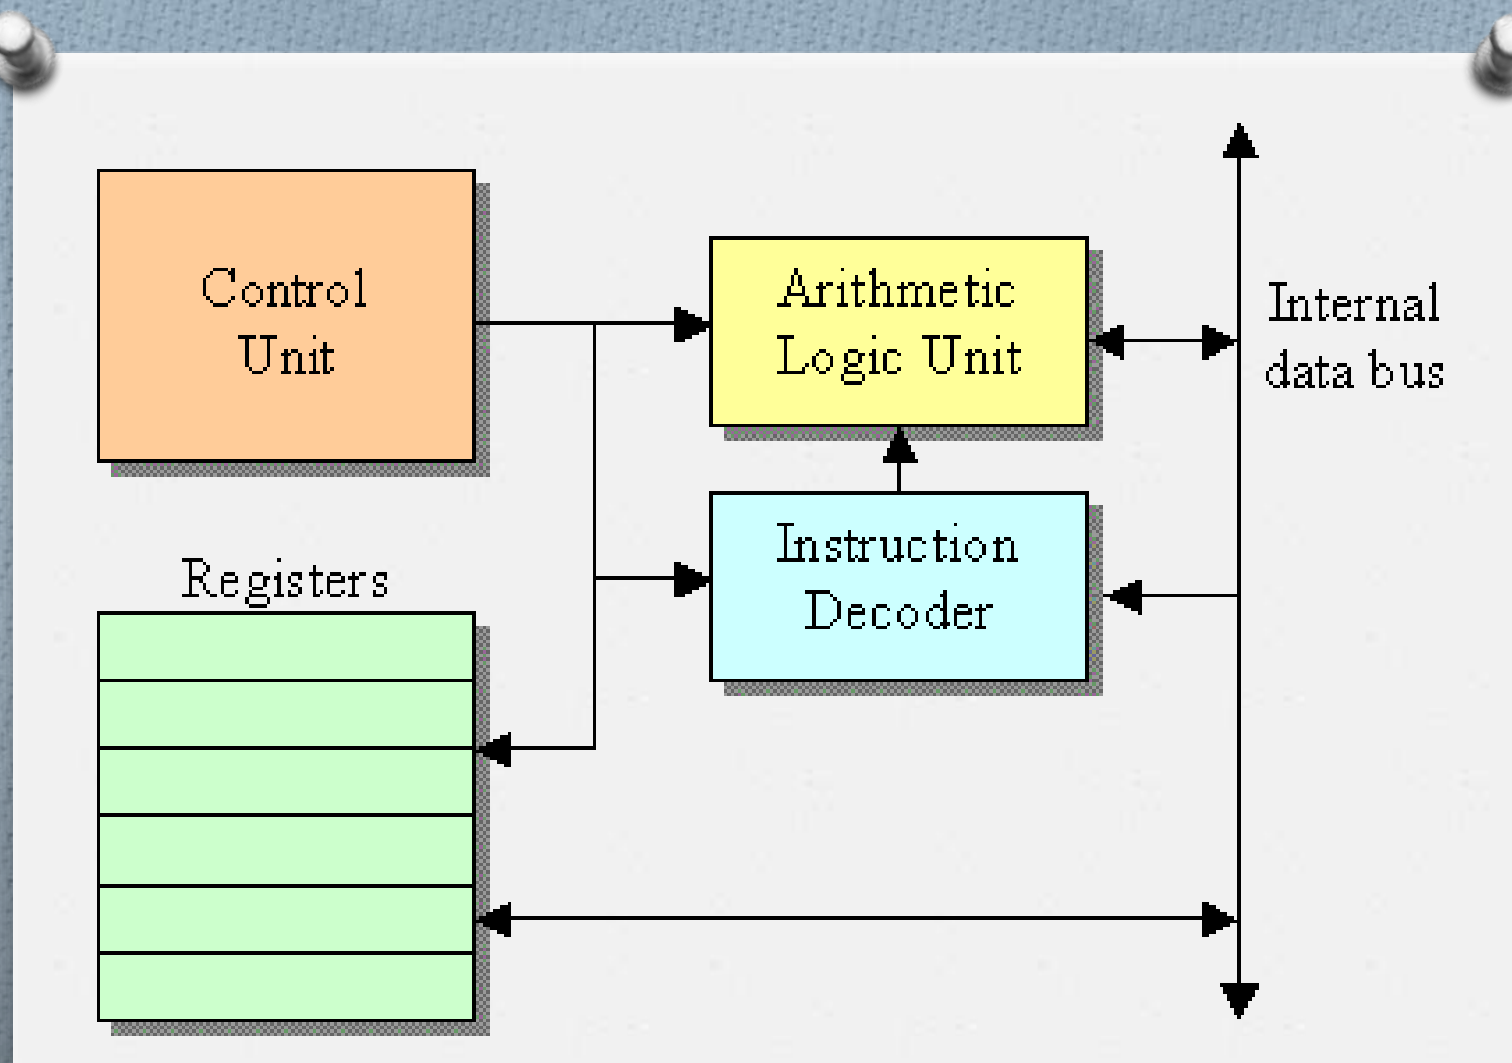 Control
Unit
Arithmetic
Logic Unit
Internal
data bus
Instruction
Decoder
Registers